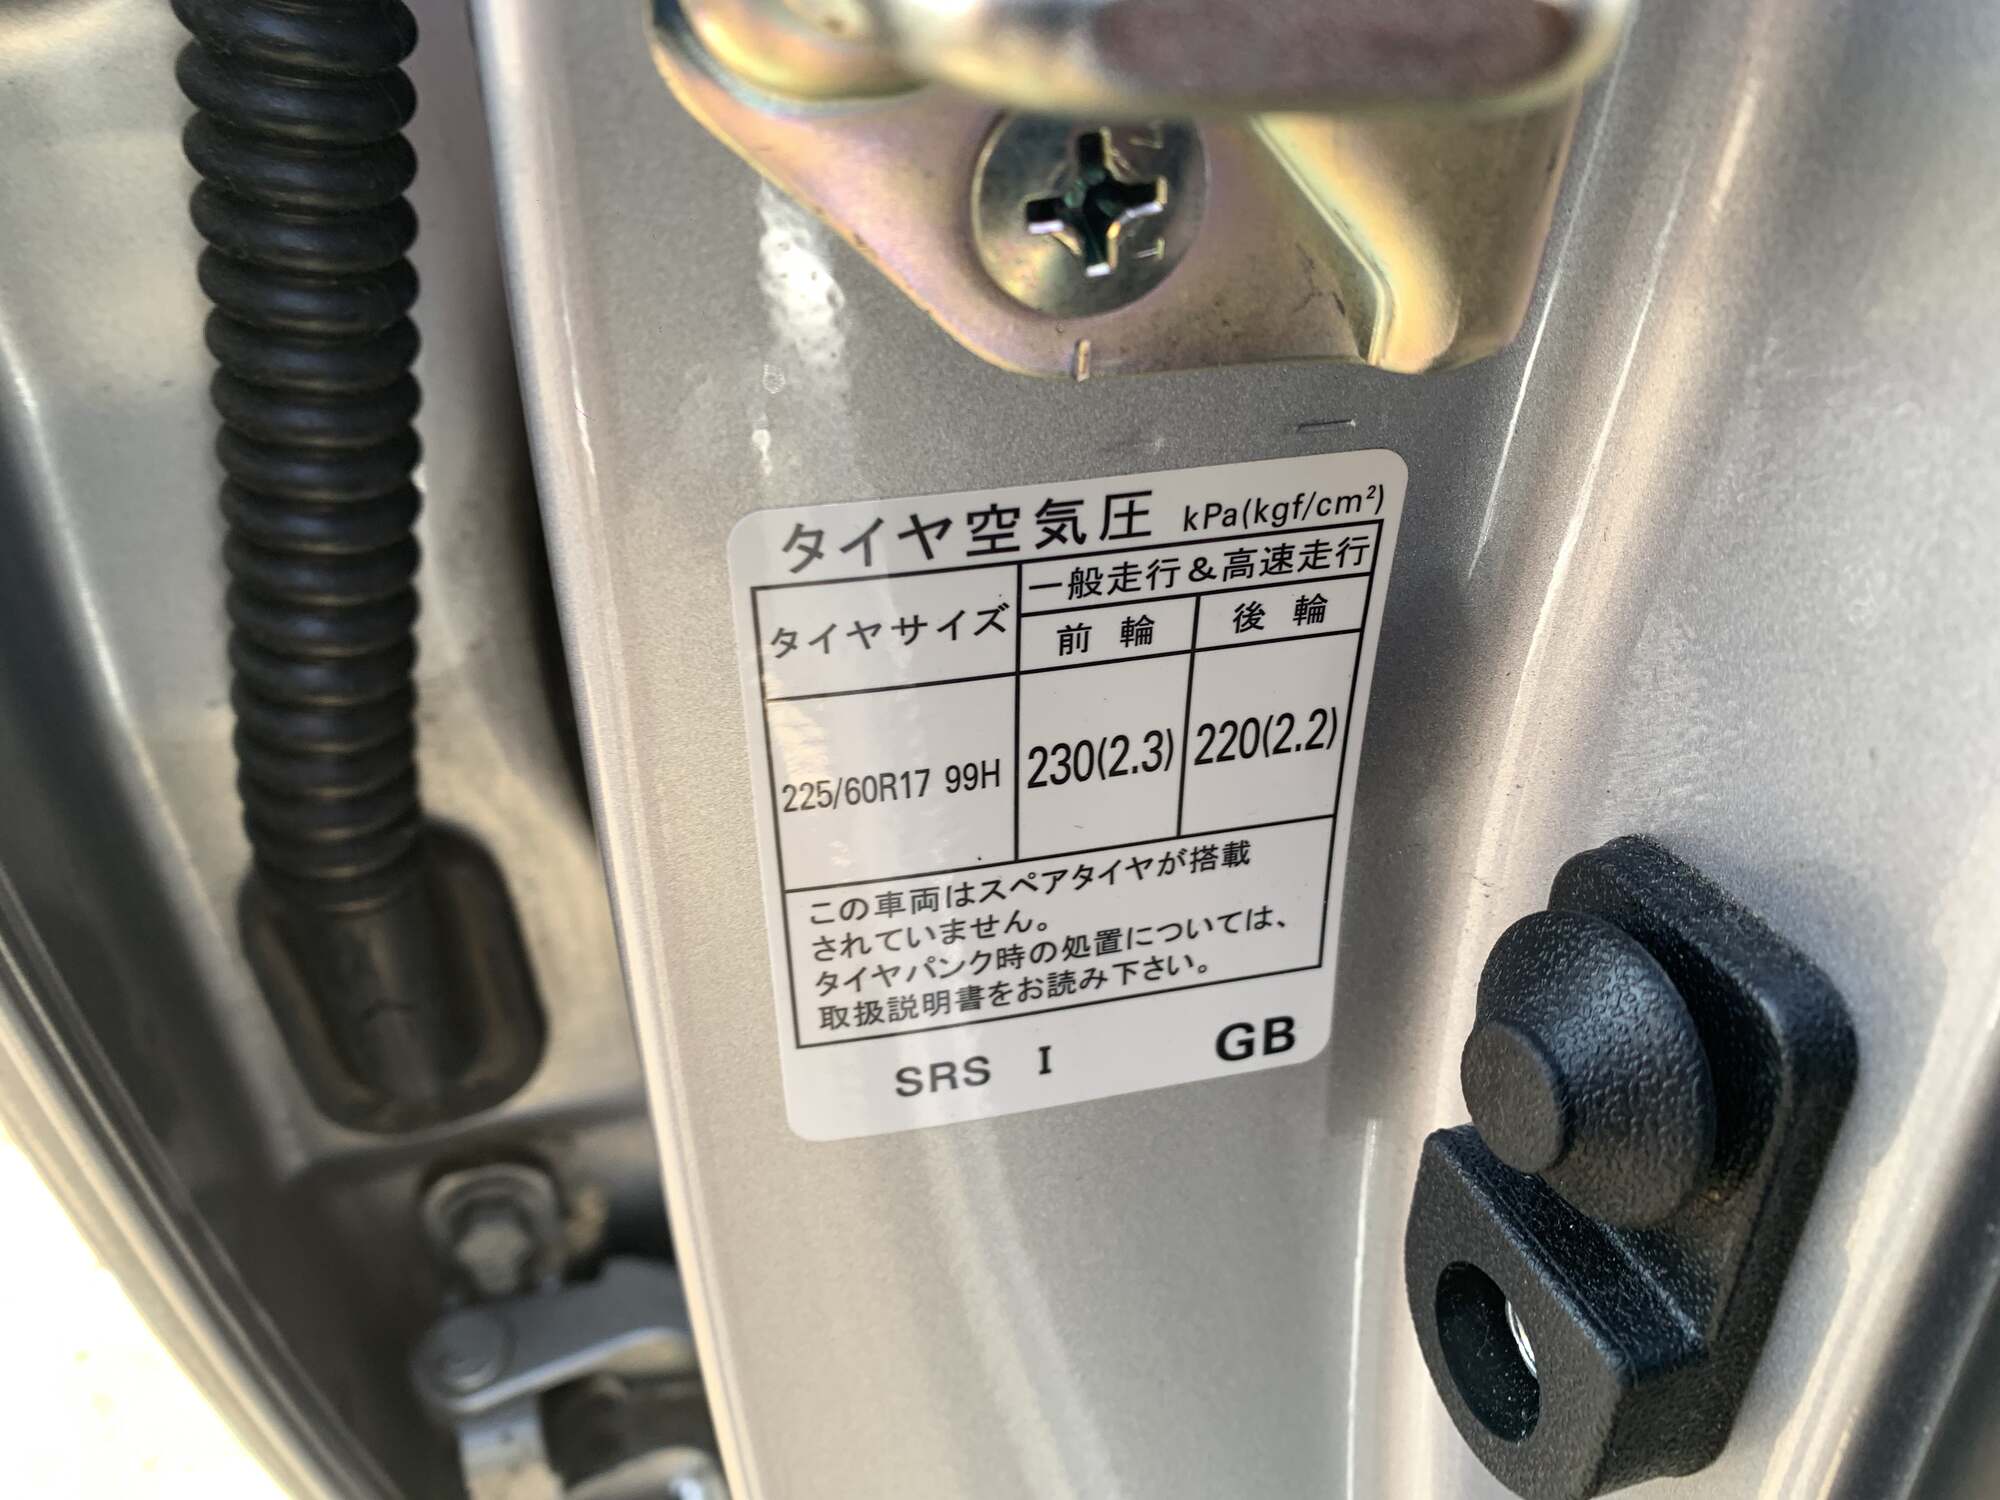 タイヤ空気圧 kPa(kgf/cm²)
タイヤサイズ 一般走行&高速走行
前輪 後輪
225/60R17 99H 230(2.3) 220(2.2)
この車両はスペアタイヤが搭載
されていません。
タイヤパンク時の処置については、
取扱説明書をお読み下さい。
SRS I GB